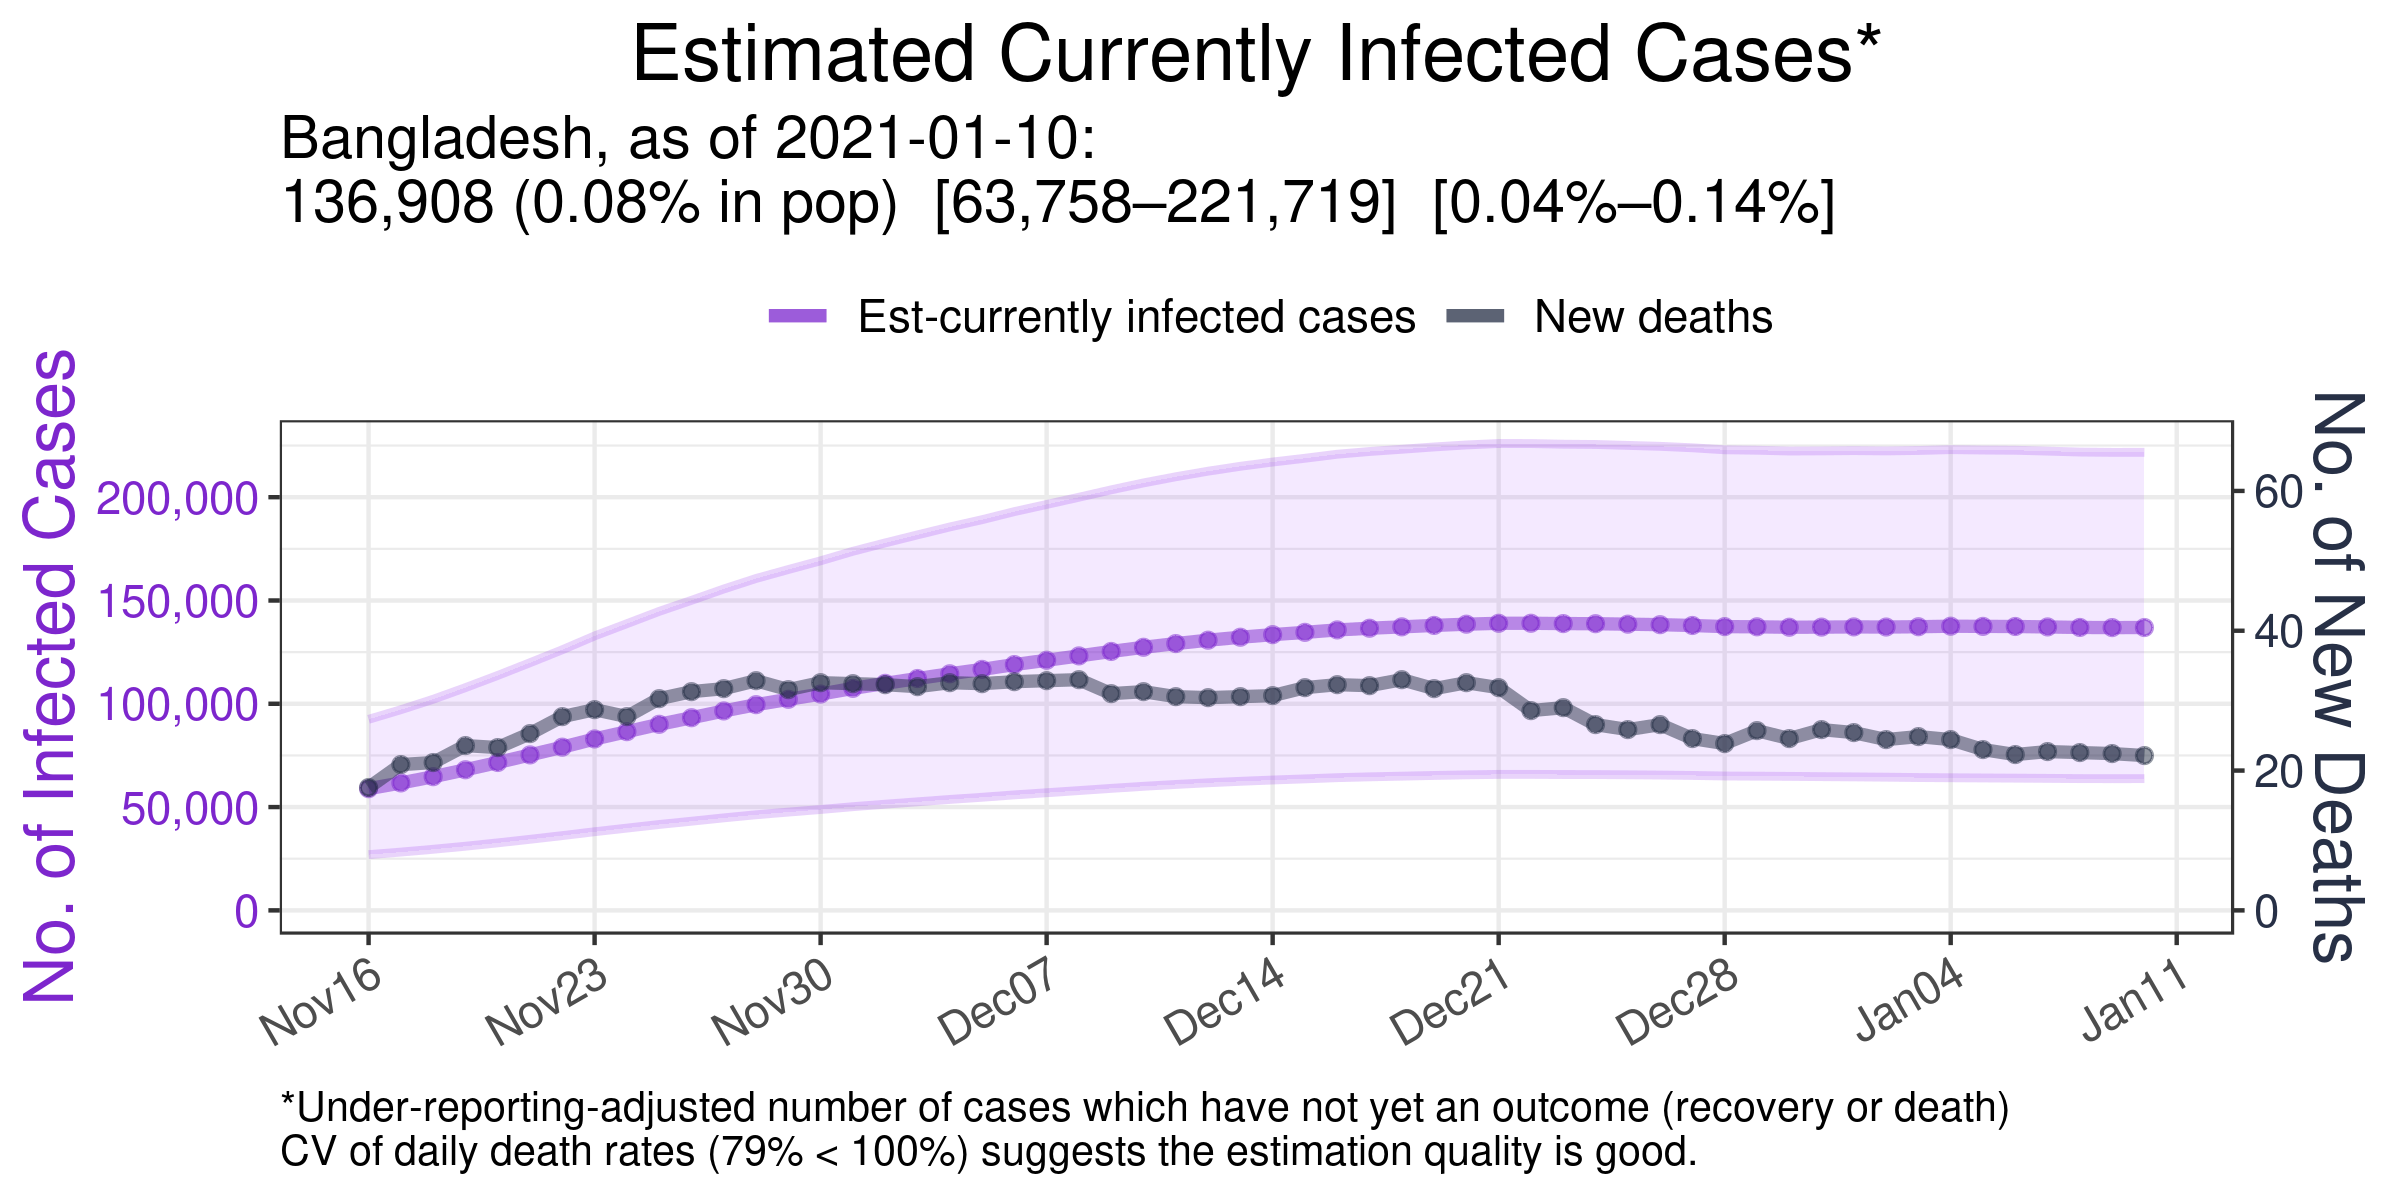 Estimated Currently Infected Cases*
Bangladesh, as of 2021-01-10:
136,908 (0.08% in pop)  [63,758–221,719]  [0.04%–0.14%]
Est-currently infected cases
New deaths
No. of Infected Cases
200,000
150,000
100,000
50,000
0
60
40
20
0
No. of New Deaths
Nov16
Nov23
Nov30
Dec07
Dec14
Dec21
Dec28
Jan04
Jan11
*Under-reporting-adjusted number of cases which have not yet an outcome (recovery or death)
CV of daily death rates (79% < 100%) suggests the estimation quality is good.